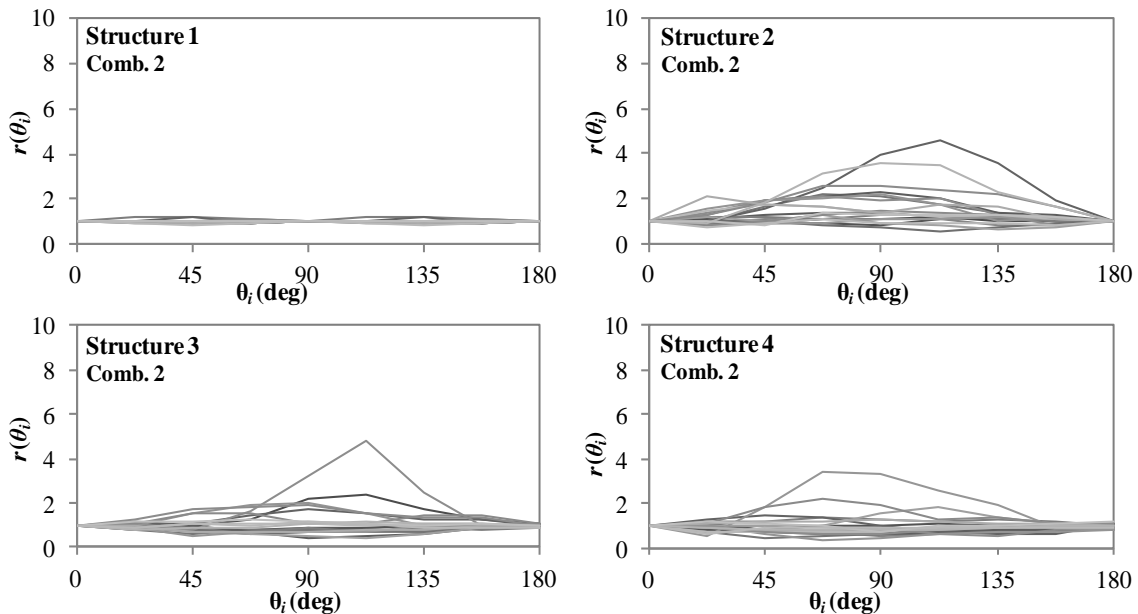 10
8
6
4
2
0
r(θi)
Structure 1
Comb. 2
0 45 90 135 180
θi (deg)
10
8
6
4
2
0
r(θi)
Structure 2
Comb. 2
0 45 90 135 180
θi (deg)
10
8
6
4
2
0
r(θi)
Structure 3
Comb. 2
0 45 90 135 180
θi (deg)
10
8
6
4
2
0
r(θi)
Structure 4
Comb. 2
0 45 90 135 180
θi (deg)